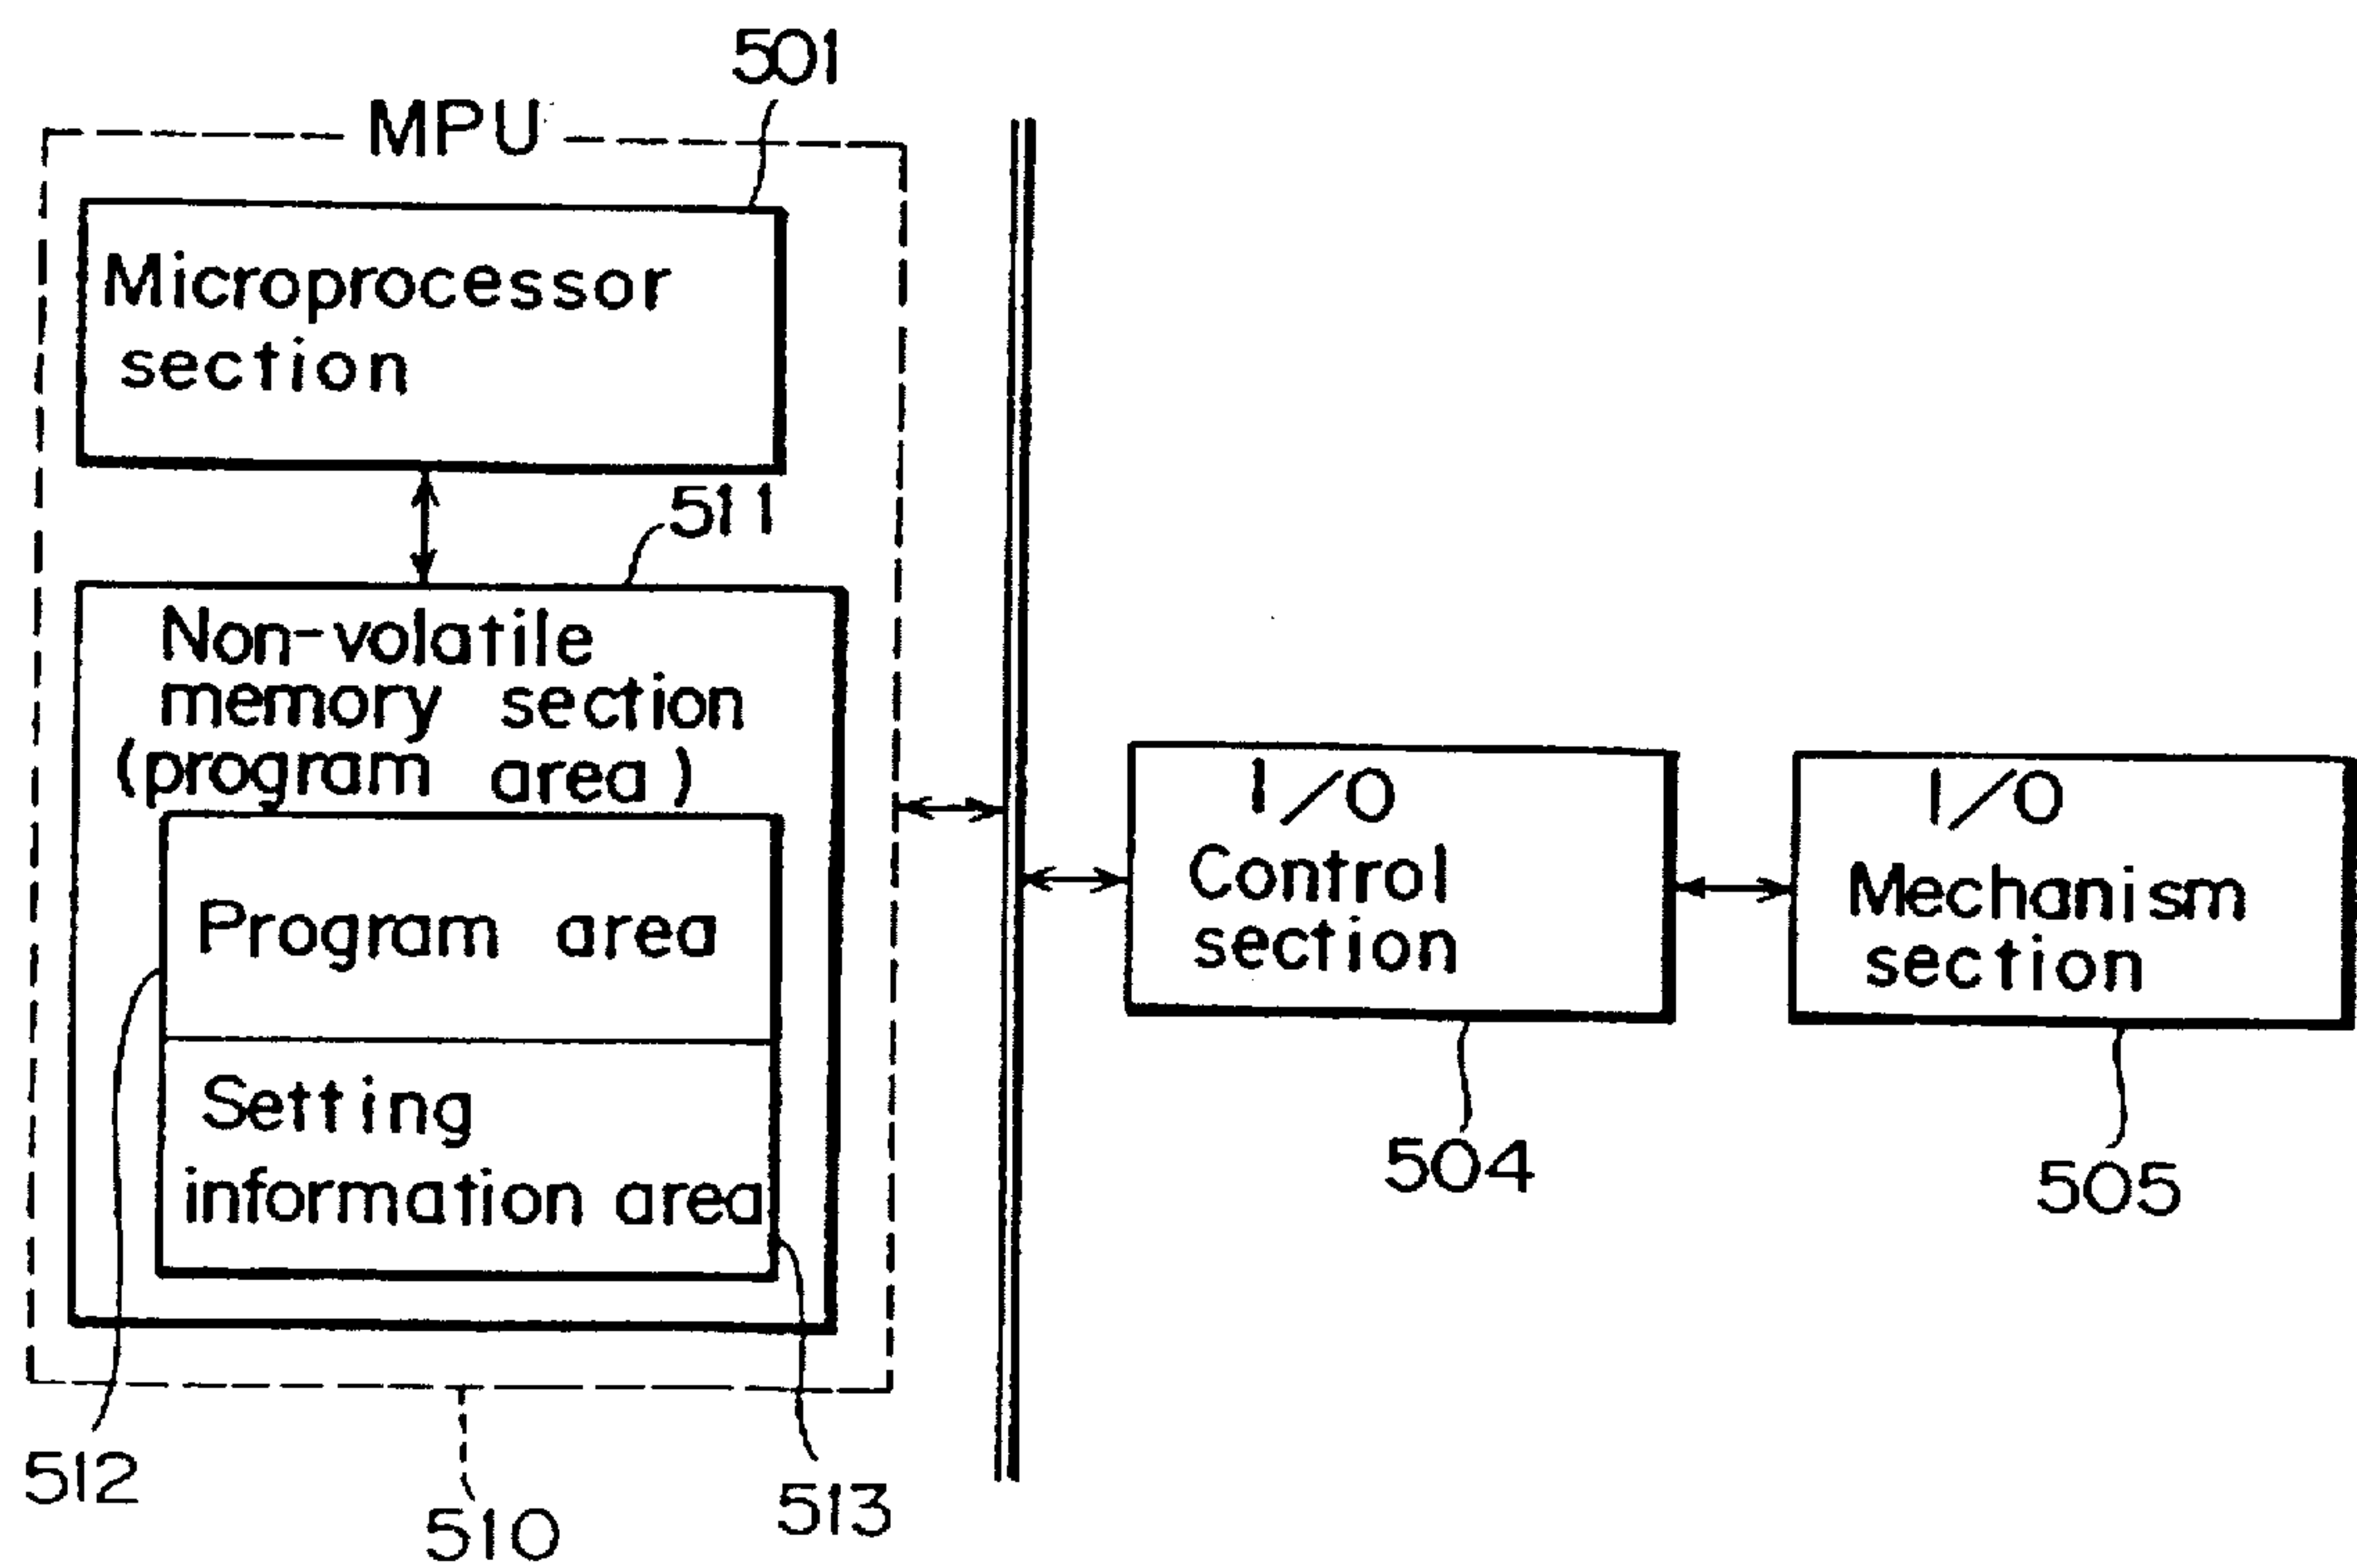 501
MPU
Microprocessor
section
511
Non-volatile
memory section
(program area)
Program area
Setting
information area
512
510
513
I/O
Control
section
504
I/O
Mechanism
section
505